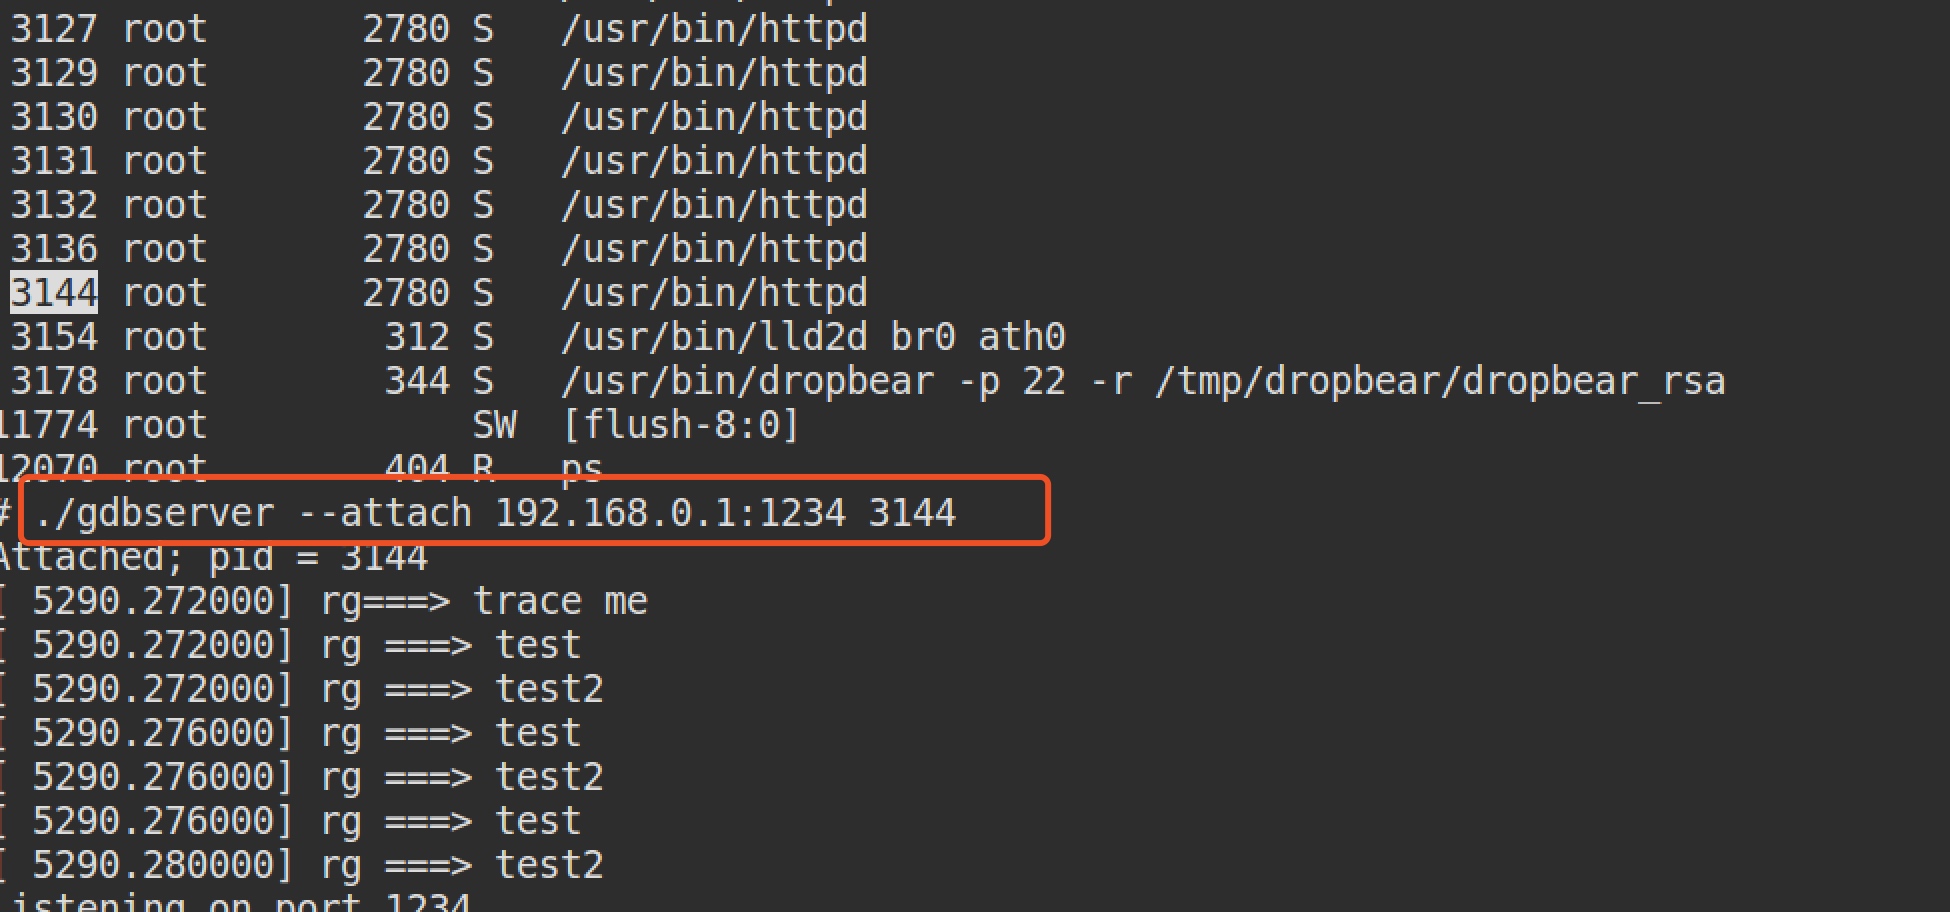 3127 root 2780 S /usr/bin/httpd
3129 root 2780 S /usr/bin/httpd
3130 root 2780 S /usr/bin/httpd
3131 root 2780 S /usr/bin/httpd
3132 root 2780 S /usr/bin/httpd
3136 root 2780 S /usr/bin/httpd
3144 root 2780 S /usr/bin/httpd
3154 root 312 S /usr/bin/lld2d br0 ath0
3178 root 344 S /usr/bin/dropbear -p 22 -r /tmp/dropbear/dropbear_rsa
11774 root SW [flush-8:0]
12070 root 404 R ps
# ./gdbserver --attach 192.168.0.1:1234 3144
Attached; pid = 3144
[ 5290.272000] rg===> trace me
[ 5290.272000] rg ===> test
[ 5290.272000] rg ===> test2
[ 5290.276000] rg ===> test
[ 5290.276000] rg ===> test2
[ 5290.276000] rg ===> test
[ 5290.280000] rg ===> test2
istening on port 1234